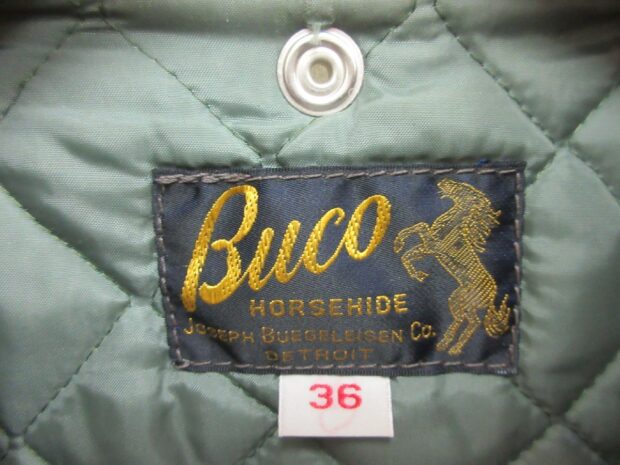 Buco
HORSEHIDE
JOSEPH BUEGELEISEN CO.
DETROIT
36